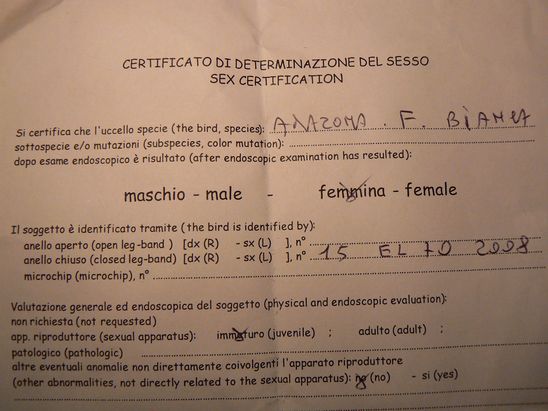 CERTIFICATO DI DETERMINAZIONE DEL SESSO
SEX CERTIFICATION
Si certifica che l'uccello specie (the bird, species): AMAZONA. F. BIANCA
sottospecie e/o mutazioni (subspecies, color mutation):
dopo esame endoscopico è risultato (after endoscopic examination has resulted):
maschio - male - femmina - female
Il soggetto è identificato tramite (the bird is identified by):
anello aperto (open leg-band ) [dx (R) - sx (L) ], n°
anello chiuso (closed leg-band) [dx (R) - sx (L) ], n° 15 EL 70 2008
microchip (microchip), n°
Valutazione generale ed endoscopica del soggetto (physical and endoscopic evaluation):
non richiesta (not requested)
app. riproduttore (sexual apparatus): immaturo (juvenile) ; adulto (adult) ;
patologico (pathologic)
altre eventuali anomalie non direttamente coivolgenti l'apparato riproduttore
(other abnormalities, not directly related to the sexual apparatus): no (no) - si (yes)